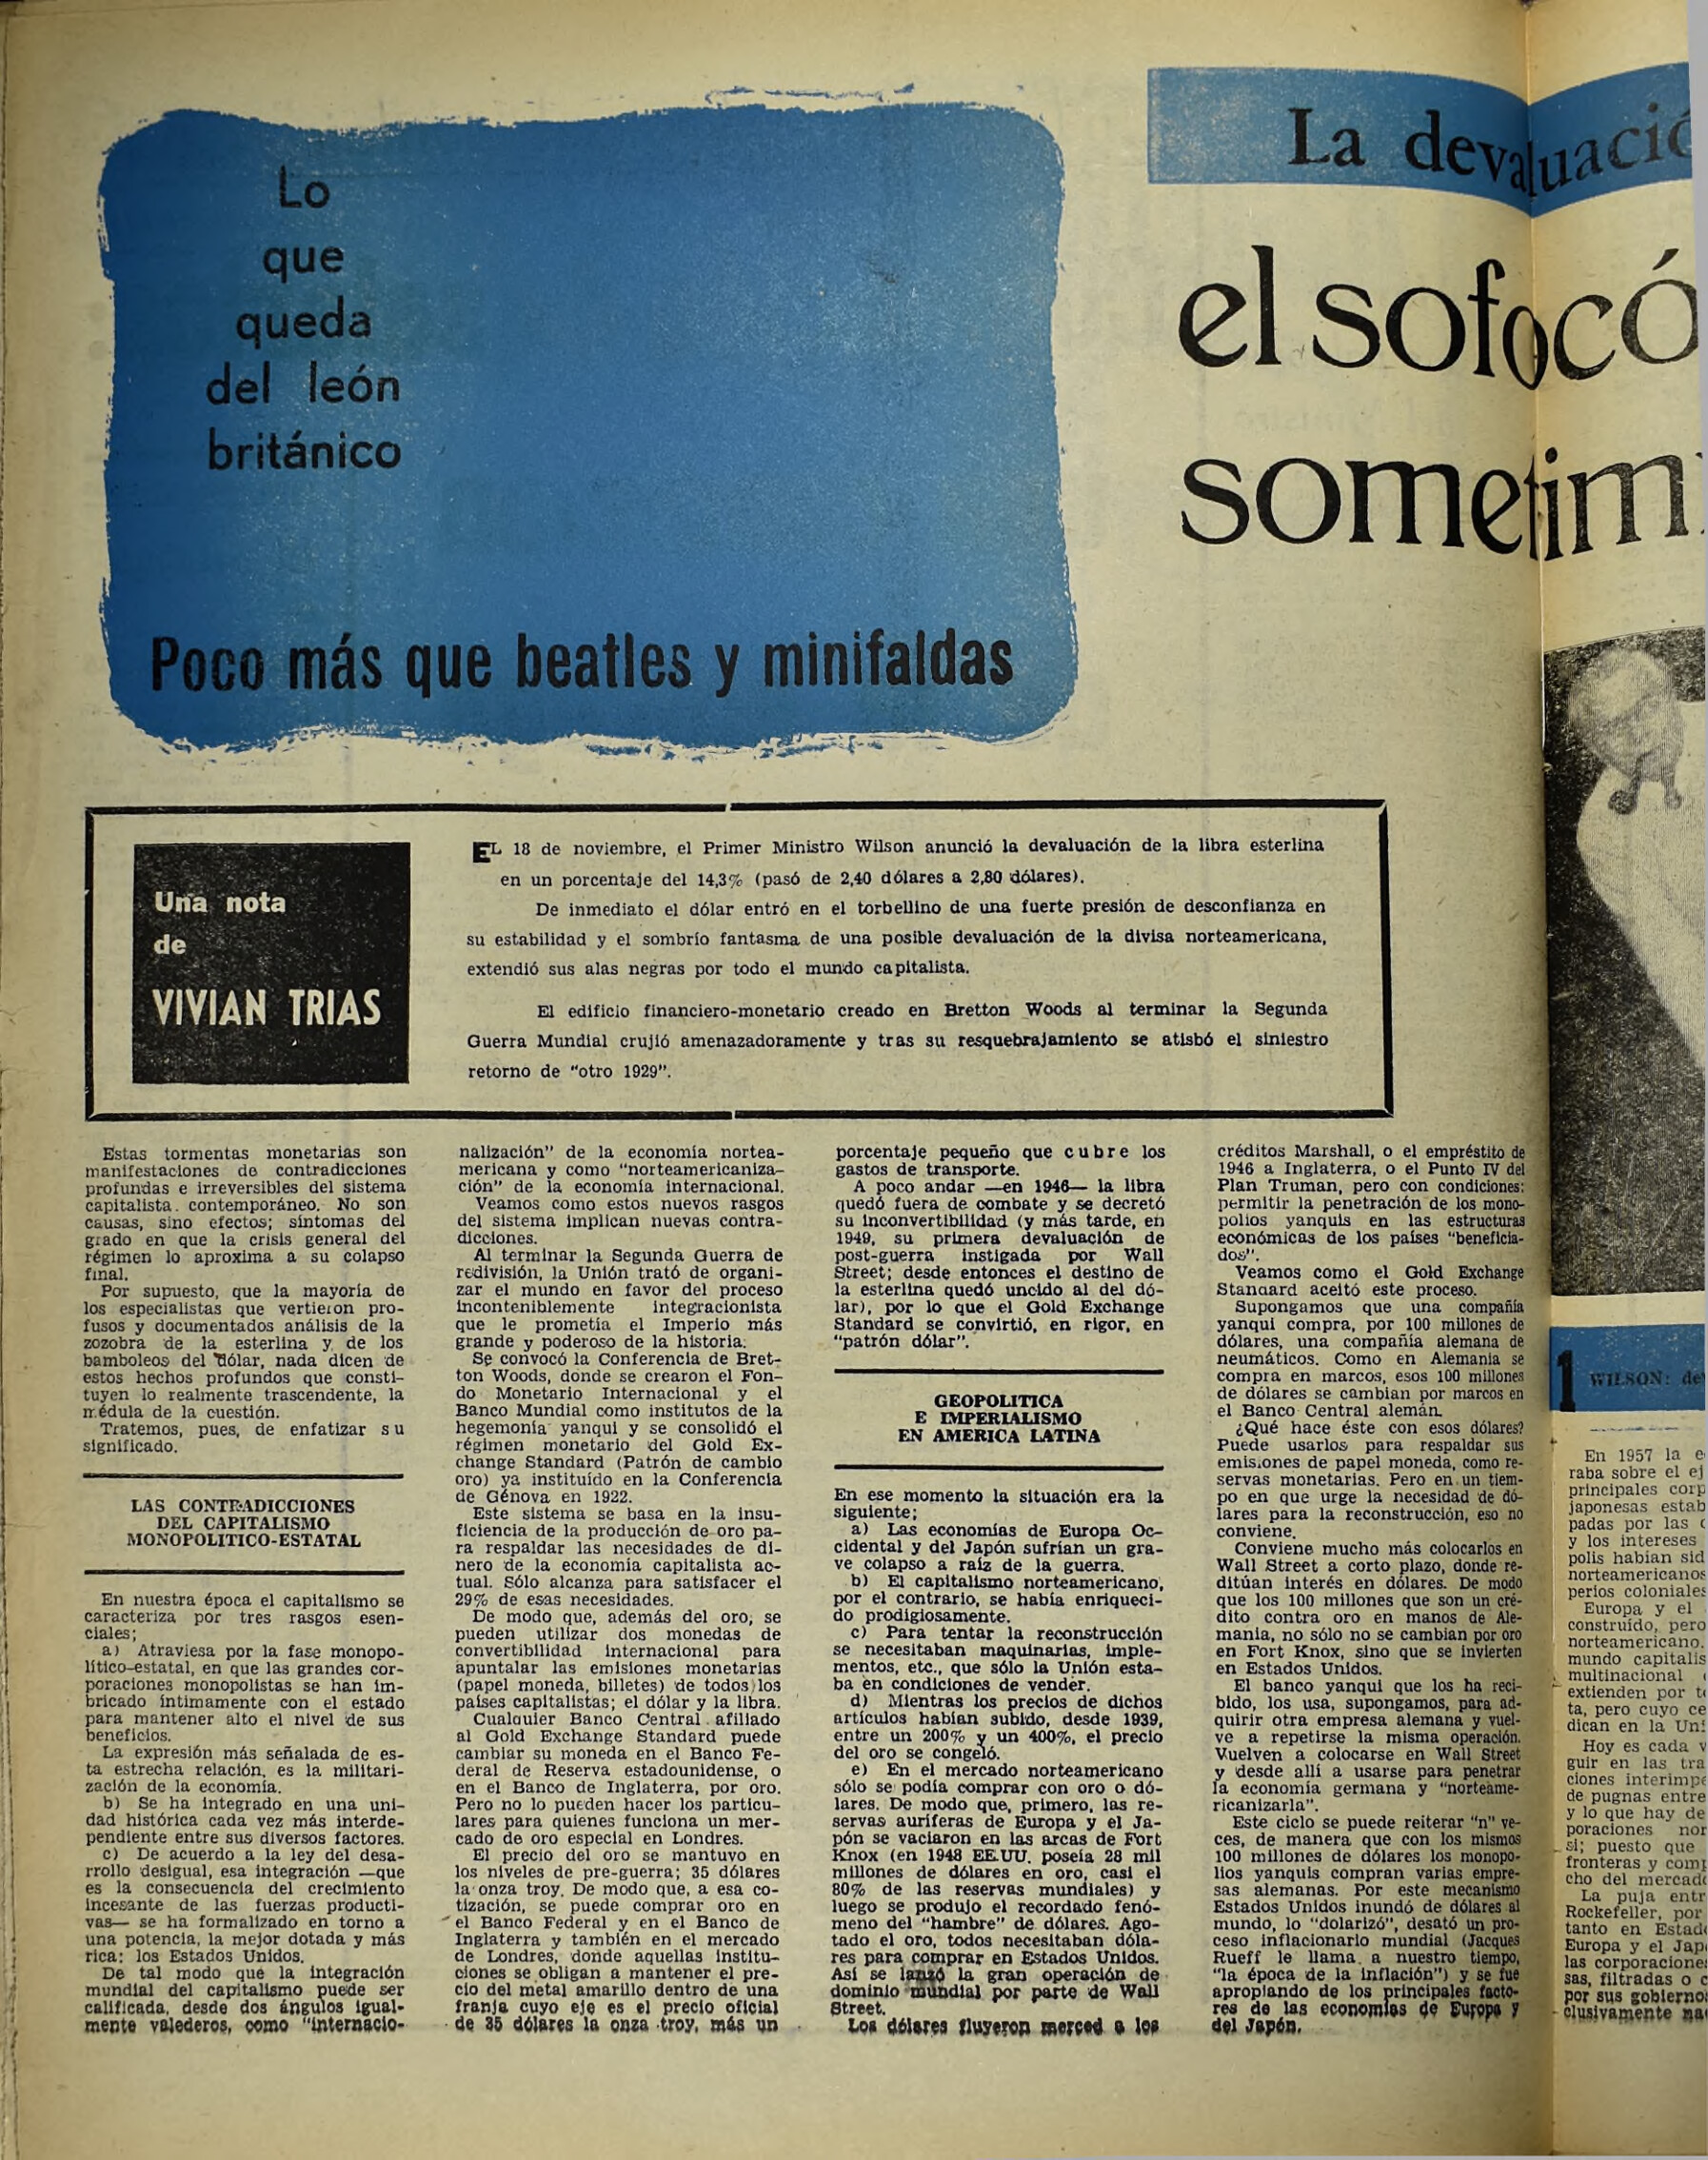 Lo
que
queda
del león
británico
Poco más que beatles y minifaldas
La devaluació
el sofocó
sometim
Una nota
de
VIVIAN TRIAS
EL 18 de noviembre, el Primer Ministro Wilson anunció la devaluación de la libra esterlina
en un porcentaje del 14,3% (pasó de 2,40 dólares a 2,80 dólares).
De inmediato el dólar entró en el torbellino de una fuerte presión de desconfianza en
su estabilidad y el sombrío fantasma de una posible devaluación de la divisa norteamericana,
extendió sus alas negras por todo el mundo capitalista.
El edificio financiero-monetario creado en Bretton Woods al terminar la Segunda
Guerra Mundial crujió amenazadoramente y tras su resquebrajamiento se atisbó el siniestro
retorno de "otro 1929".
Estas tormentas monetarias son
manifestaciones de contradicciones
profundas e irreversibles del sistema
capitalista contemporáneo. No son
causas, sino efectos; síntomas del
grado en que la crisis general del
régimen lo aproxima a su colapso
final.
Por supuesto, que la mayoría de
los especialistas que vertieron pro-
fusos y documentados análisis de la
zozobra de la esterlina y de los
bamboleos del dólar, nada dicen de
estos hechos profundos que consti-
tuyen lo realmente trascendente, la
médula de la cuestión.
Tratemos, pues, de enfatizar su
significado.
LAS CONTRADICCIONES
DEL CAPITALISMO
MONOPOLITICO-ESTATAL
En nuestra época el capitalismo se
caracteriza por tres rasgos esen-
ciales;
a) Atraviesa por la fase monopo-
lítico-estatal, en que las grandes cor-
poraciones monopolistas se han im-
bricado íntimamente con el estado
para mantener alto el nivel de sus
beneficios.
La expresión más señalada de es-
ta estrecha relación, es la militari-
zación de la economía.
b) Se ha integrado en una uni-
dad histórica cada vez más interde-
pendiente entre sus diversos factores.
c) De acuerdo a la ley del desa-
rrollo desigual, esa integración —que
es la consecuencia del crecimiento
incesante de las fuerzas producti-
vas— se ha formalizado en torno a
una potencia, la mejor dotada y más
rica: los Estados Unidos.
De tal modo que la integración
mundial del capitalismo puede ser
calificada, desde dos ángulos igual-
mente valederos, como "internacio-
nalización" de la economía nortea-
mericana y como "norteamericaniza-
ción" de la economía internacional.
Veamos como estos nuevos rasgos
del sistema implican nuevas contra-
dicciones.
Al terminar la Segunda Guerra de
redivisión, la Unión trató de organi-
zar el mundo en favor del proceso
inconteniblemente integracionista
que le prometía el Imperio más
grande y poderoso de la historia.
Se convocó la Conferencia de Bret-
ton Woods, donde se crearon el Fon-
do Monetario Internacional y el
Banco Mundial como institutos de la
hegemonía yanqui y se consolidó el
régimen monetario del Gold Ex-
change Standard (Patrón de cambio
oro) ya instituído en la Conferencia
de Génova en 1922.
Este sistema se basa en la insu-
ficiencia de la producción de oro pa-
ra respaldar las necesidades de di-
nero de la economía capitalista ac-
tual. Sólo alcanza para satisfacer el
29% de esas necesidades.
De modo que, además del oro, se
pueden utilizar dos monedas de
convertibilidad internacional para
apuntalar las emisiones monetarias
(papel moneda, billetes) de todos los
países capitalistas; el dólar y la libra.
Cualquier Banco Central afiliado
al Gold Exchange Standard puede
cambiar su moneda en el Banco Fe-
deral de Reserva estadounidense, o
en el Banco de Inglaterra, por oro.
Pero no lo pueden hacer los particu-
lares para quienes funciona un mer-
cado de oro especial en Londres.
El precio del oro se mantuvo en
los niveles de pre-guerra; 35 dólares
la onza troy. De modo que, a esa co-
tización, se puede comprar oro en
el Banco Federal y en el Banco de
Inglaterra y también en el mercado
de Londres, donde aquellas institu-
ciones se obligan a mantener el pre-
cio del metal amarillo dentro de una
franja cuyo eje es el precio oficial
de 35 dólares la onza troy, más un
porcentaje pequeño que cubre los
gastos de transporte.
A poco andar —en 1946— la libra
quedó fuera de combate y se decretó
su inconvertibilidad (y más tarde, en
1949, su primera devaluación de
post-guerra instigada por Wall
Street; desde entonces el destino de
la esterlina quedó uncido al del dó-
lar), por lo que el Gold Exchange
Standard se convirtió, en rigor, en
"patrón dólar".
GEOPOLITICA
E IMPERIALISMO
EN AMERICA LATINA
En ese momento la situación era la
siguiente;
a) Las economías de Europa Oc-
cidental y del Japón sufrían un gra-
ve colapso a raíz de la guerra.
b) El capitalismo norteamericano,
por el contrario, se había enriqueci-
do prodigiosamente.
c) Para tentar la reconstrucción
se necesitaban maquinarias, imple-
mentos, etc., que sólo la Unión esta-
ba en condiciones de vender.
d) Mientras los precios de dichos
artículos habían subido, desde 1939,
entre un 200% y un 400%, el precio
del oro se congeló.
e) En el mercado norteamericano
sólo se podía comprar con oro o dó-
lares. De modo que, primero, las re-
servas auríferas de Europa y el Ja-
pón se vaciaron en las arcas de Fort
Knox (en 1948 EE.UU. poseía 28 mil
millones de dólares en oro, casi el
80% de las reservas mundiales) y
luego se produjo el recordado fenó-
meno del "hambre" de dólares. Ago-
tado el oro, todos necesitaban dóla-
res para comprar en Estados Unidos.
Así se lanzó la gran operación de
dominio mundial por parte de Wall
Street.
Los dólares fluyeron merced a los
créditos Marshall, o el empréstito de
1946 a Inglaterra, o el Punto IV del
Plan Truman, pero con condiciones:
permitir la penetración de los mono-
polios yanquis en las estructuras
económicas de los países "beneficia-
dos".
Veamos como el Gold Exchange
Standard aceitó este proceso.
Supongamos que una compañía
yanqui compra, por 100 millones de
dólares, una compañía alemana de
neumáticos. Como en Alemania se
compra en marcos, esos 100 millones
de dólares se cambian por marcos en
el Banco Central alemán.
¿Qué hace éste con esos dólares?
Puede usarlos para respaldar sus
emisiones de papel moneda, como re-
servas monetarias. Pero en un tiem-
po en que urge la necesidad de dó-
lares para la reconstrucción, eso no
conviene.
Conviene mucho más colocarlos en
Wall Street a corto plazo, donde re-
ditúan interés en dólares. De modo
que los 100 millones que son un cré-
dito contra oro en manos de Ale-
mania, no sólo no se cambian por oro
en Fort Knox, sino que se invierten
en Estados Unidos.
El banco yanqui que los ha reci-
bido, los usa, supongamos, para ad-
quirir otra empresa alemana y vuel-
ve a repetirse la misma operación.
Vuelven a colocarse en Wall Street
y desde allí a usarse para penetrar
la economía germana y "norteame-
ricanizarla".
Este ciclo se puede reiterar "n" ve-
ces, de manera que con los mismos
100 millones de dólares los monopo-
lios yanquis compran varias empre-
sas alemanas. Por este mecanismo
Estados Unidos inundó de dólares al
mundo, lo "dolarizó", desató un pro-
ceso inflacionario mundial (Jacques
Rueff le llama a nuestro tiempo,
"la época de la inflación") y se fue
apropiando de los principales facto-
res de las economías de Europa y
del Japón.
1 WILSON: de
En 1957 la e
raba sobre el ej
principales corp
japonesas estab
padas por las c
y los intereses
polis habían sid
norteamericanos
perios coloniales
Europa y el
construído, pero
norteamericano.
mundo capitalis
multinacional
extienden por t
ta, pero cuyo ce
dican en la Uni
Hoy es cada v
guir en las tra
ciones interimpe
de pugnas entre
y lo que hay de
poraciones nor
si; puesto que
fronteras y comp
cho del mercado
La puja entr
Rockefeller, por
tanto en Estad
Europa y el Jap
las corporacione
sas, filtradas o c
por sus gobierno
clusivamente na